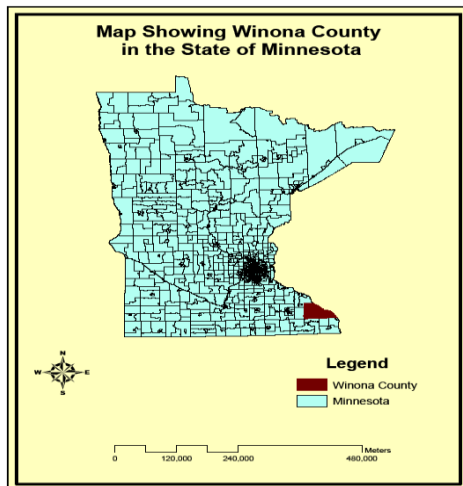 Map Showing Winona County
in the State of Minnesota
N
W E
S
Legend
Winona County
Minnesota
Meters
0 120,000 240,000 480,000